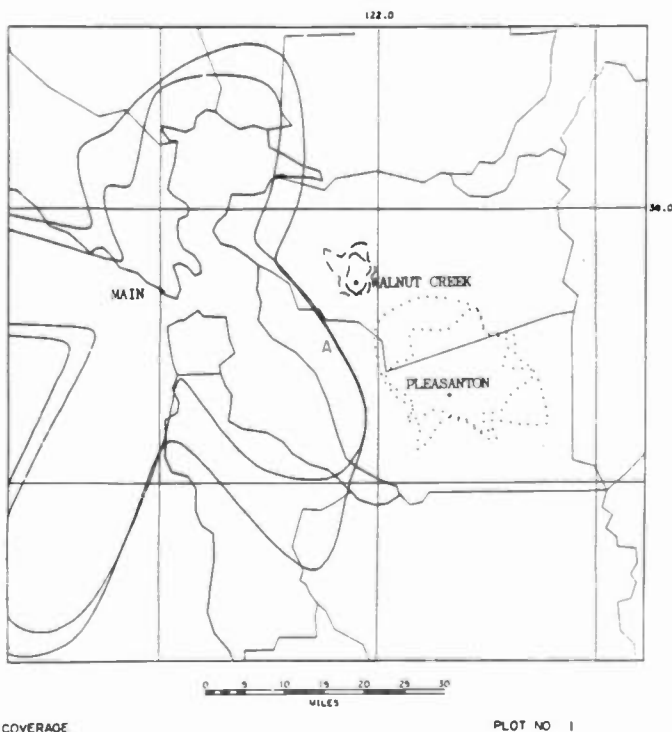 122.0
38.0
WALNUT CREEK
MAIN
A
PLEASANTON
0 5 10 15 20 25 30
MILES
COVERAGE
PLOT NO 1